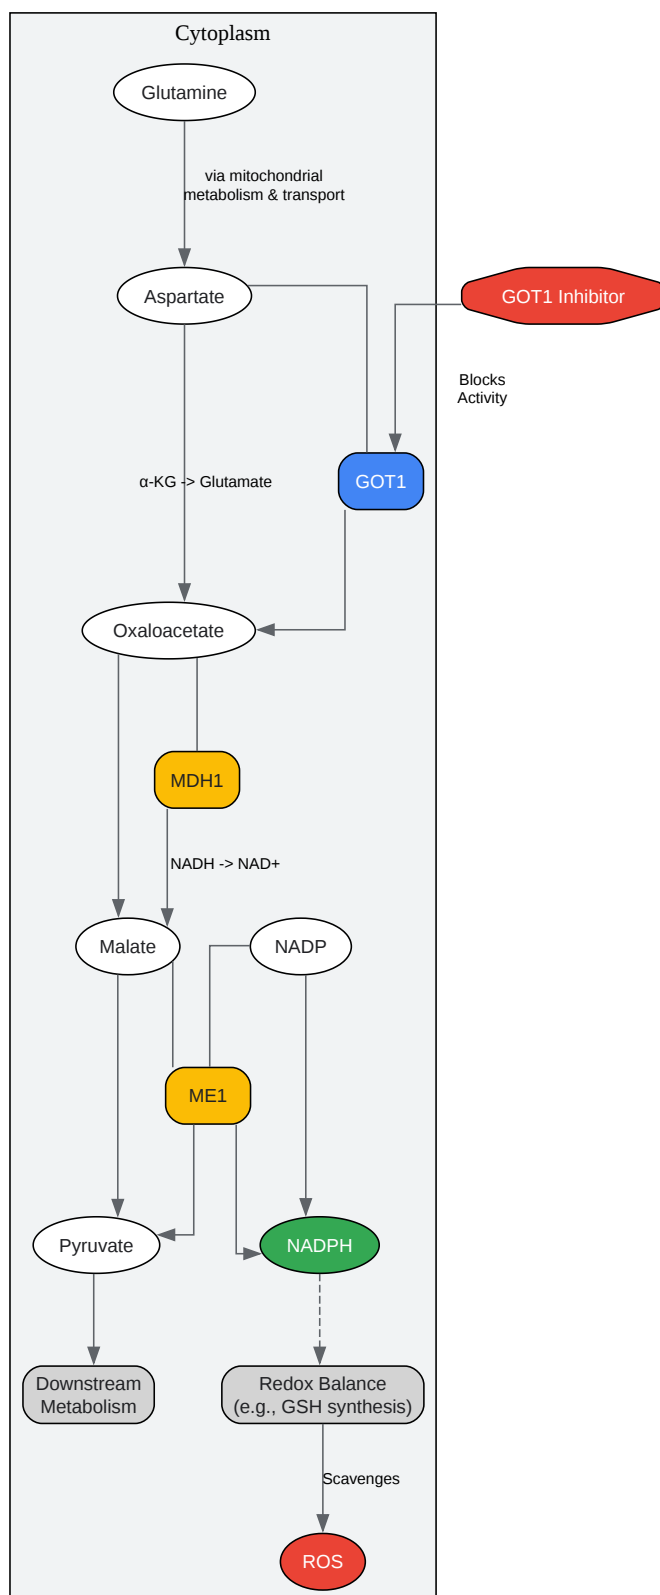 Cytoplasm
Glutamine
via mitochondrial
metabolism & transport
Aspartate
GOT1 Inhibitor
Blocks
Activity
α-KG -> Glutamate
GOT1
Oxaloacetate
MDH1
NADH -> NAD+
Malate
NADP
ME1
Pyruvate
NADPH
Downstream
Metabolism
Redox Balance
(e.g., GSH synthesis)
Scavenges
ROS